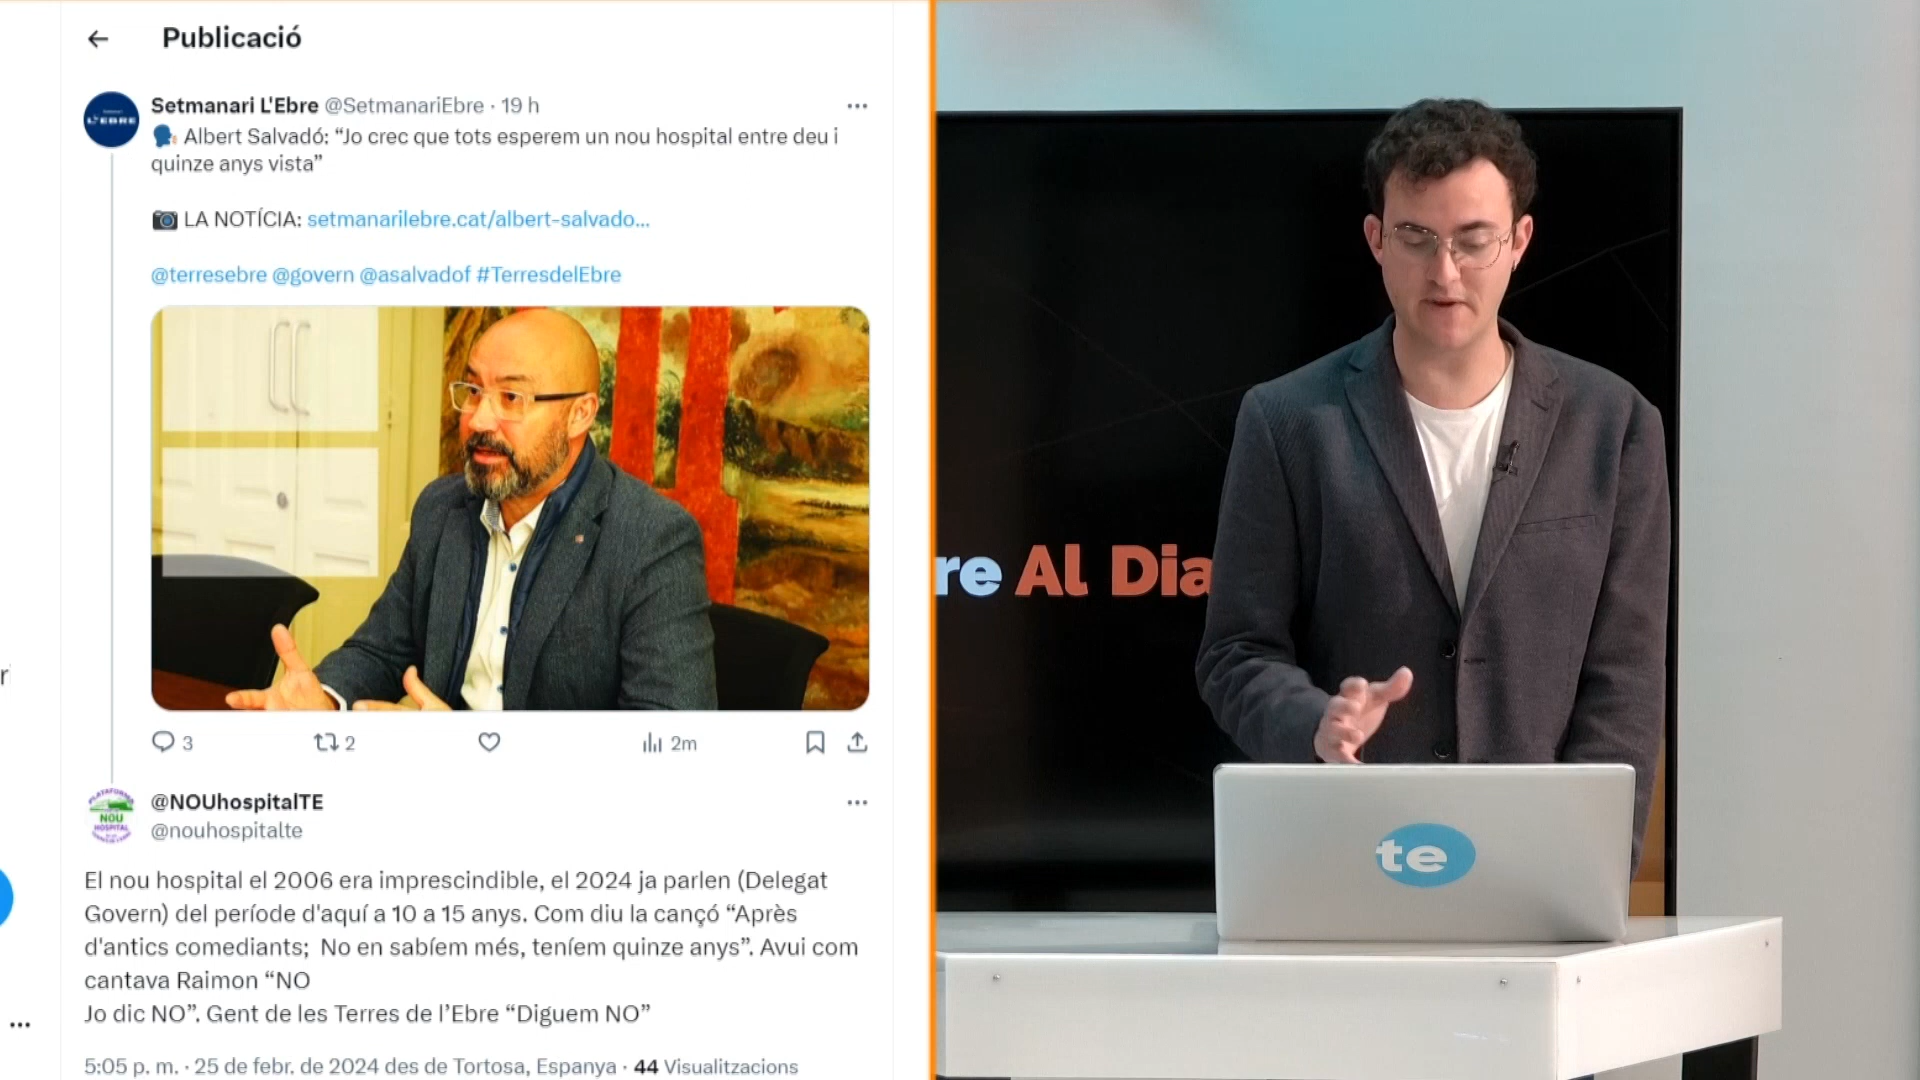 Publicació
Setmanari L'Ebre @SetmanariEbre · 19 h
L'EBRE
Albert Salvadó: “Jo crec que tots esperem un nou hospital entre deu i
quinze anys vista”
LA NOTÍCIA: setmanarilebre.cat/albert-salvado...
@terresebre @govern @asalvadof #TerresdelEbre
3
2
2m
@NOUhospitalTE
@nouhospitalte
PLATAFORMA
NOU
HOSPITAL
El nou hospital el 2006 era imprescindible, el 2024 ja parlen (Delegat
Govern) del període d'aquí a 10 a 15 anys. Com diu la cançó “Après
d'antics comediants; No en sabíem més, teníem quinze anys”. Avui com
cantava Raimon “NO
Jo dic NO”. Gent de les Terres de l’Ebre “Diguem NO”
5:05 p. m. · 25 de febr. de 2024 des de Tortosa, Espanya · 44 Visualitzacions
re Al Dia
te